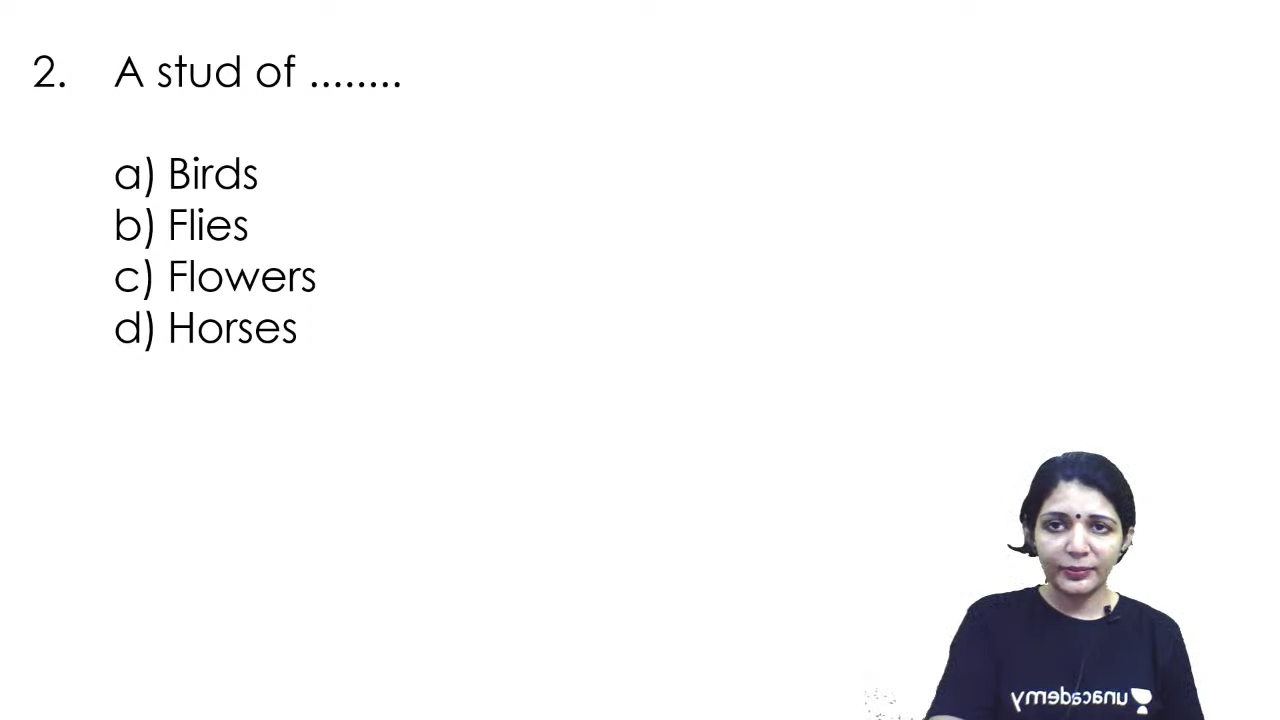 2. A stud of ........
a) Birds
b) Flies
c) Flowers
d) Horses
unacademy